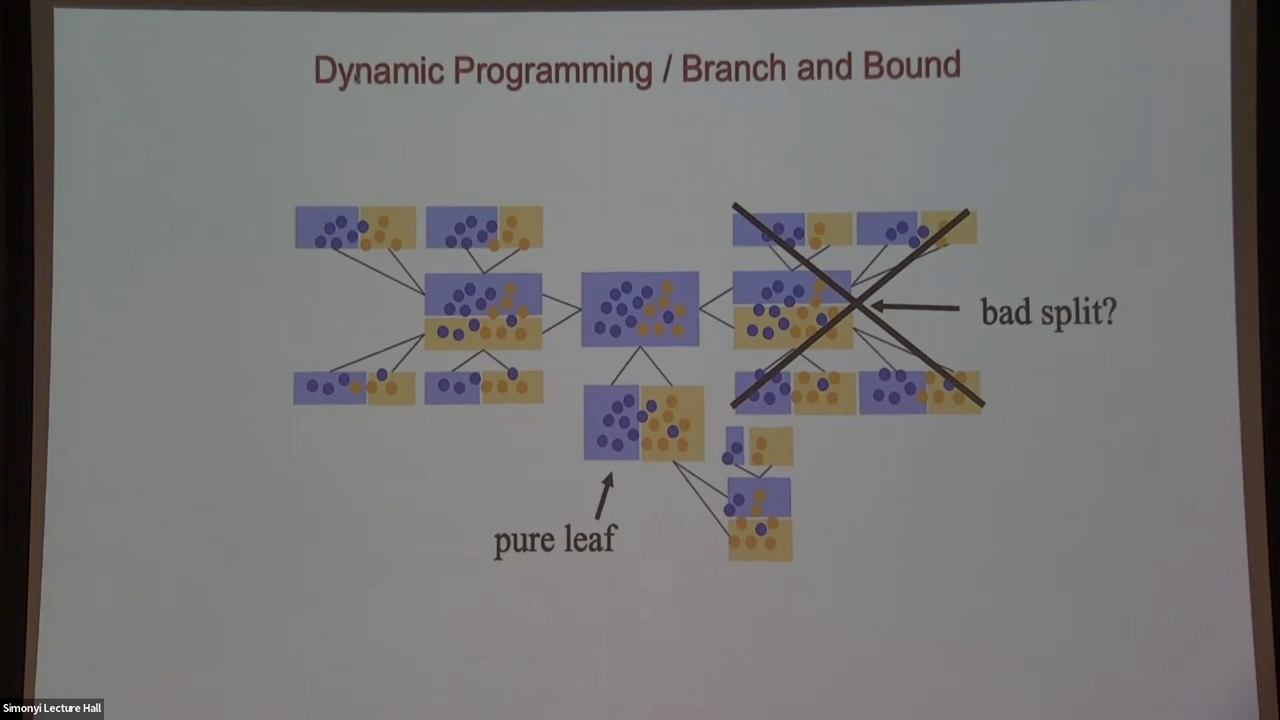 Dynamic Programming / Branch and Bound
bad split?
pure leaf
Simonyi Lecture Hall